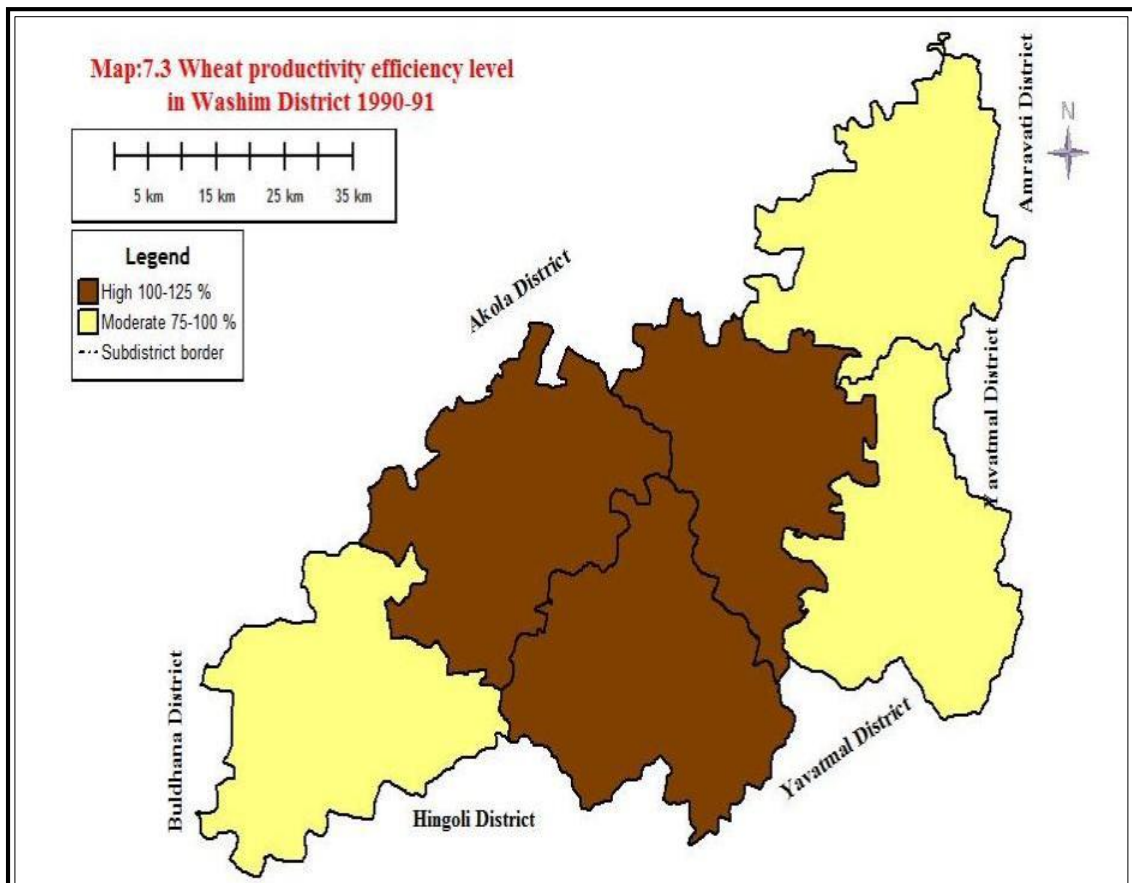 Map:7.3 Wheat productivity efficiency level
in Washim District 1990-91
5 km 15 km 25 km 35 km
Legend
High 100-125 %
Moderate 75-100 %
Subdistrict border
N
Amravati District
Akola District
Yavatmal District
Buldhana District
Hingoli District
Yavatmal District